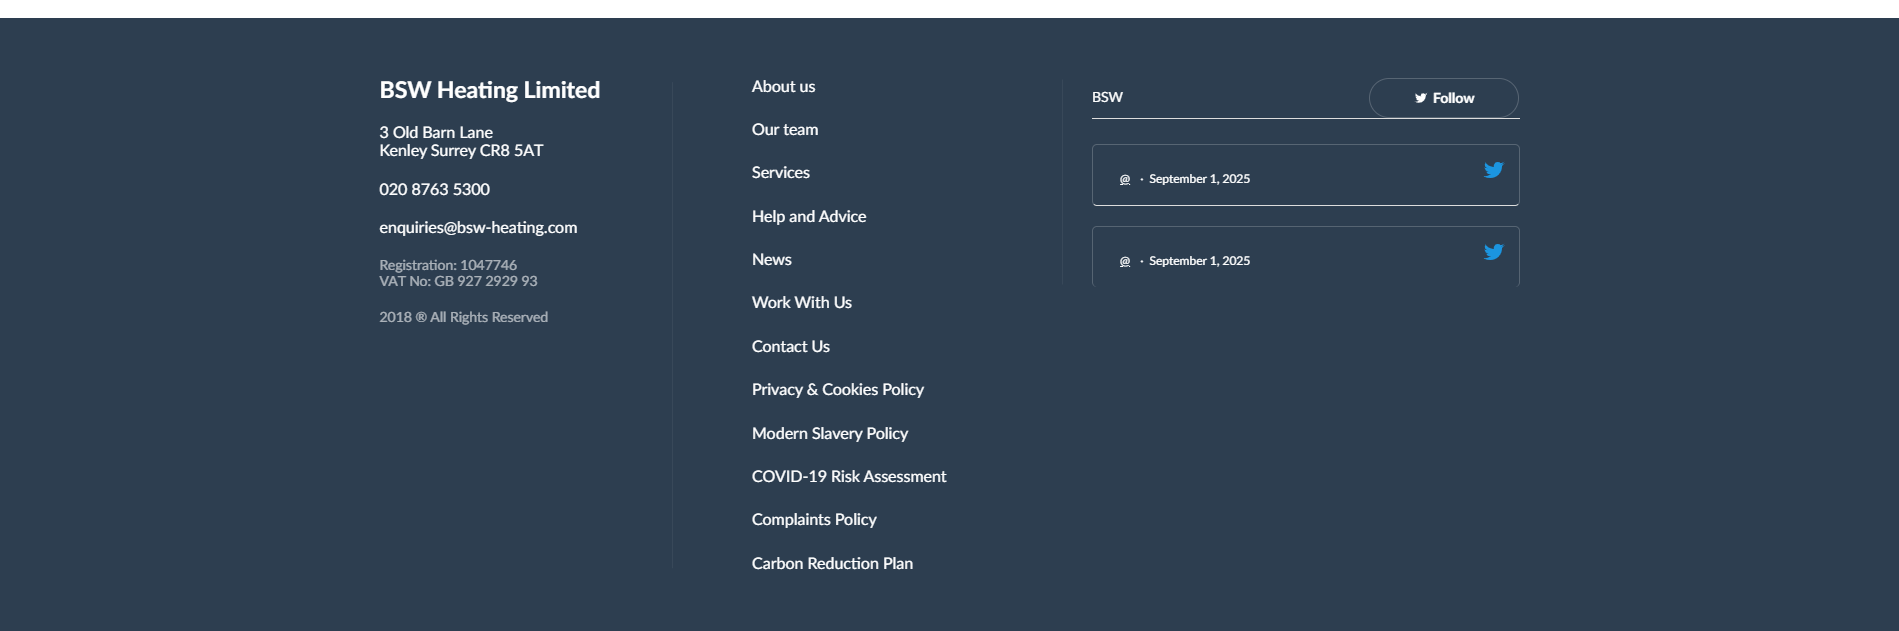 BSW Heating Limited
3 Old Barn Lane
Kenley Surrey CR8 5AT
020 8763 5300
enquiries@bsw-heating.com
Registration: 1047746
VAT No: GB 927 2929 93
2018 ® All Rights Reserved
About us
Our team
Services
Help and Advice
News
Work With Us
Contact Us
Privacy & Cookies Policy
Modern Slavery Policy
COVID-19 Risk Assessment
Complaints Policy
Carbon Reduction Plan
BSW
Follow
@ · September 1, 2025
@ · September 1, 2025